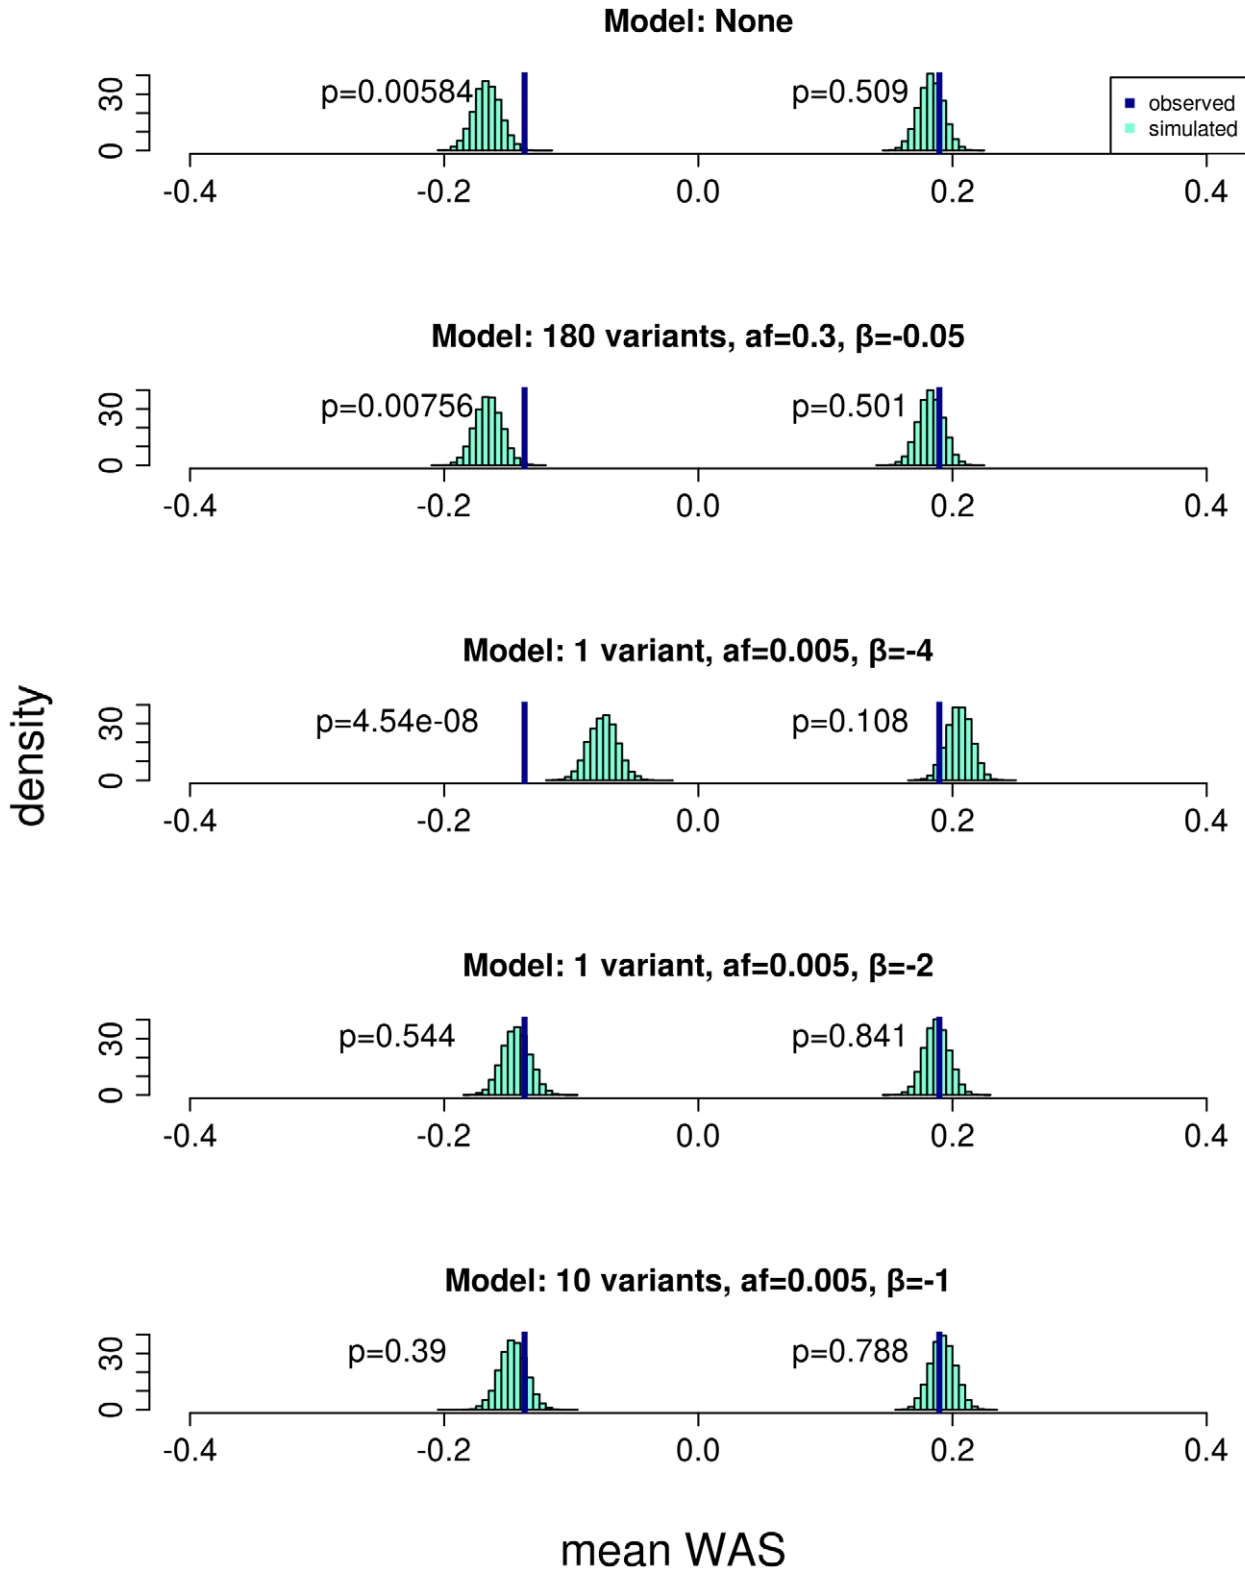 Model: None
p=0.00584
p=0.509
observed
simulated
0
30
-0.4 -0.2 0.0 0.2 0.4
Model: 180 variants, af=0.3, β=-0.05
p=0.00756
p=0.501
0
30
-0.4 -0.2 0.0 0.2 0.4
Model: 1 variant, af=0.005, β=-4
p=4.54e-08
p=0.108
0
30
-0.4 -0.2 0.0 0.2 0.4
density
Model: 1 variant, af=0.005, β=-2
p=0.544
p=0.841
0
30
-0.4 -0.2 0.0 0.2 0.4
Model: 10 variants, af=0.005, β=-1
p=0.39
p=0.788
0
30
-0.4 -0.2 0.0 0.2 0.4
mean WAS